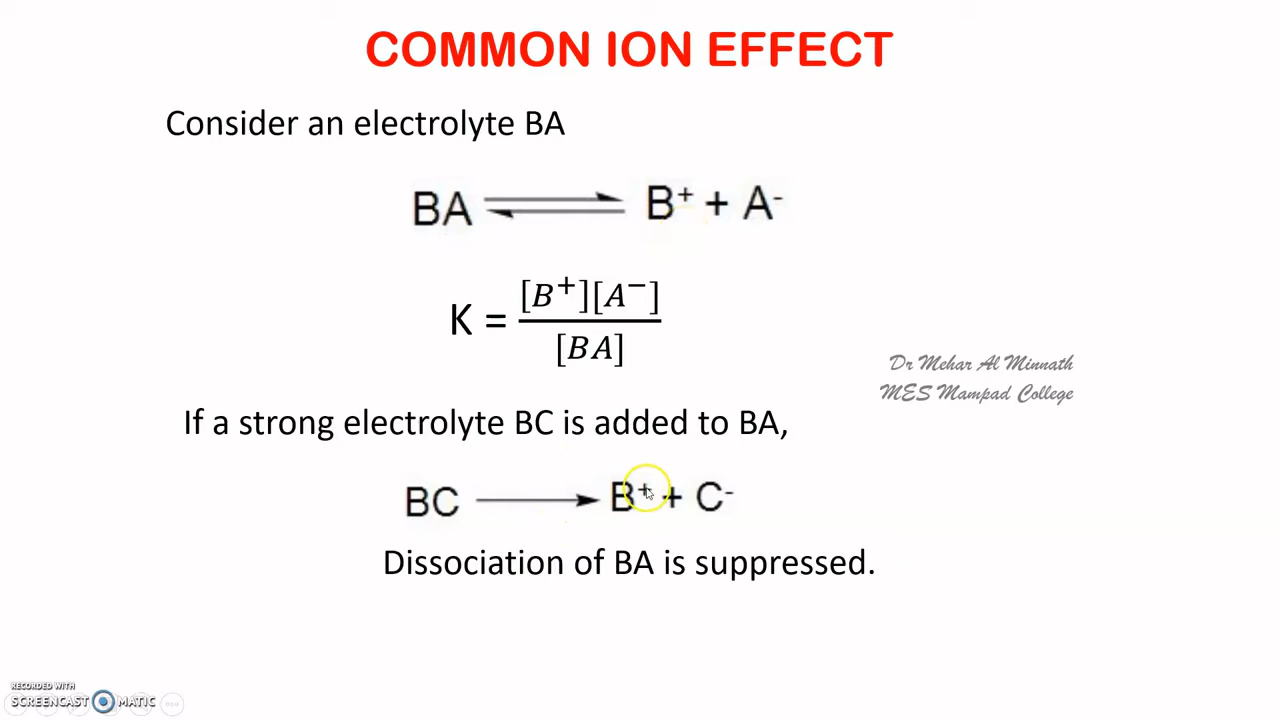 COMMON ION EFFECT
Consider an electrolyte BA
BA ⇌ B⁺ + A⁻
K = [B⁺][A⁻] / [BA]
Dr Mehar Al Minnath
MES Mampad College
If a strong electrolyte BC is added to BA,
BC ⟶ B⁺ + C⁻
Dissociation of BA is suppressed.
RECORDED WITH
SCREENCAST MATIC